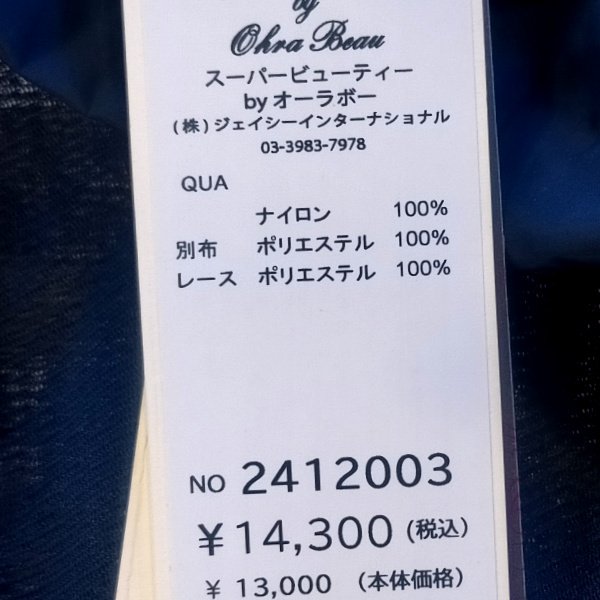 by
Ohra Beau
スーパービューティー
by オーラボー
(株)ジェイシーインターナショナル
03-3983-7978
QUA
ナイロン 100%
別布 ポリエステル 100%
レース ポリエステル 100%
NO 2412003
¥14,300 (税込)
¥ 13,000 (本体価格)